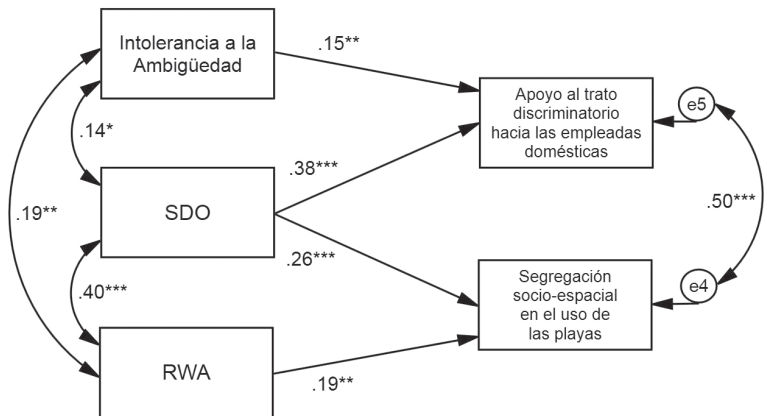 Intolerancia a la
Ambigüedad
.15**
Apoyo al trato
discriminatorio
hacia las empleadas
domésticas
e5
.14*
.38***
SDO
.19**
.50***
.26***
Segregación
socio-espacial
en el uso de
las playas
e4
.40***
RWA
.19**